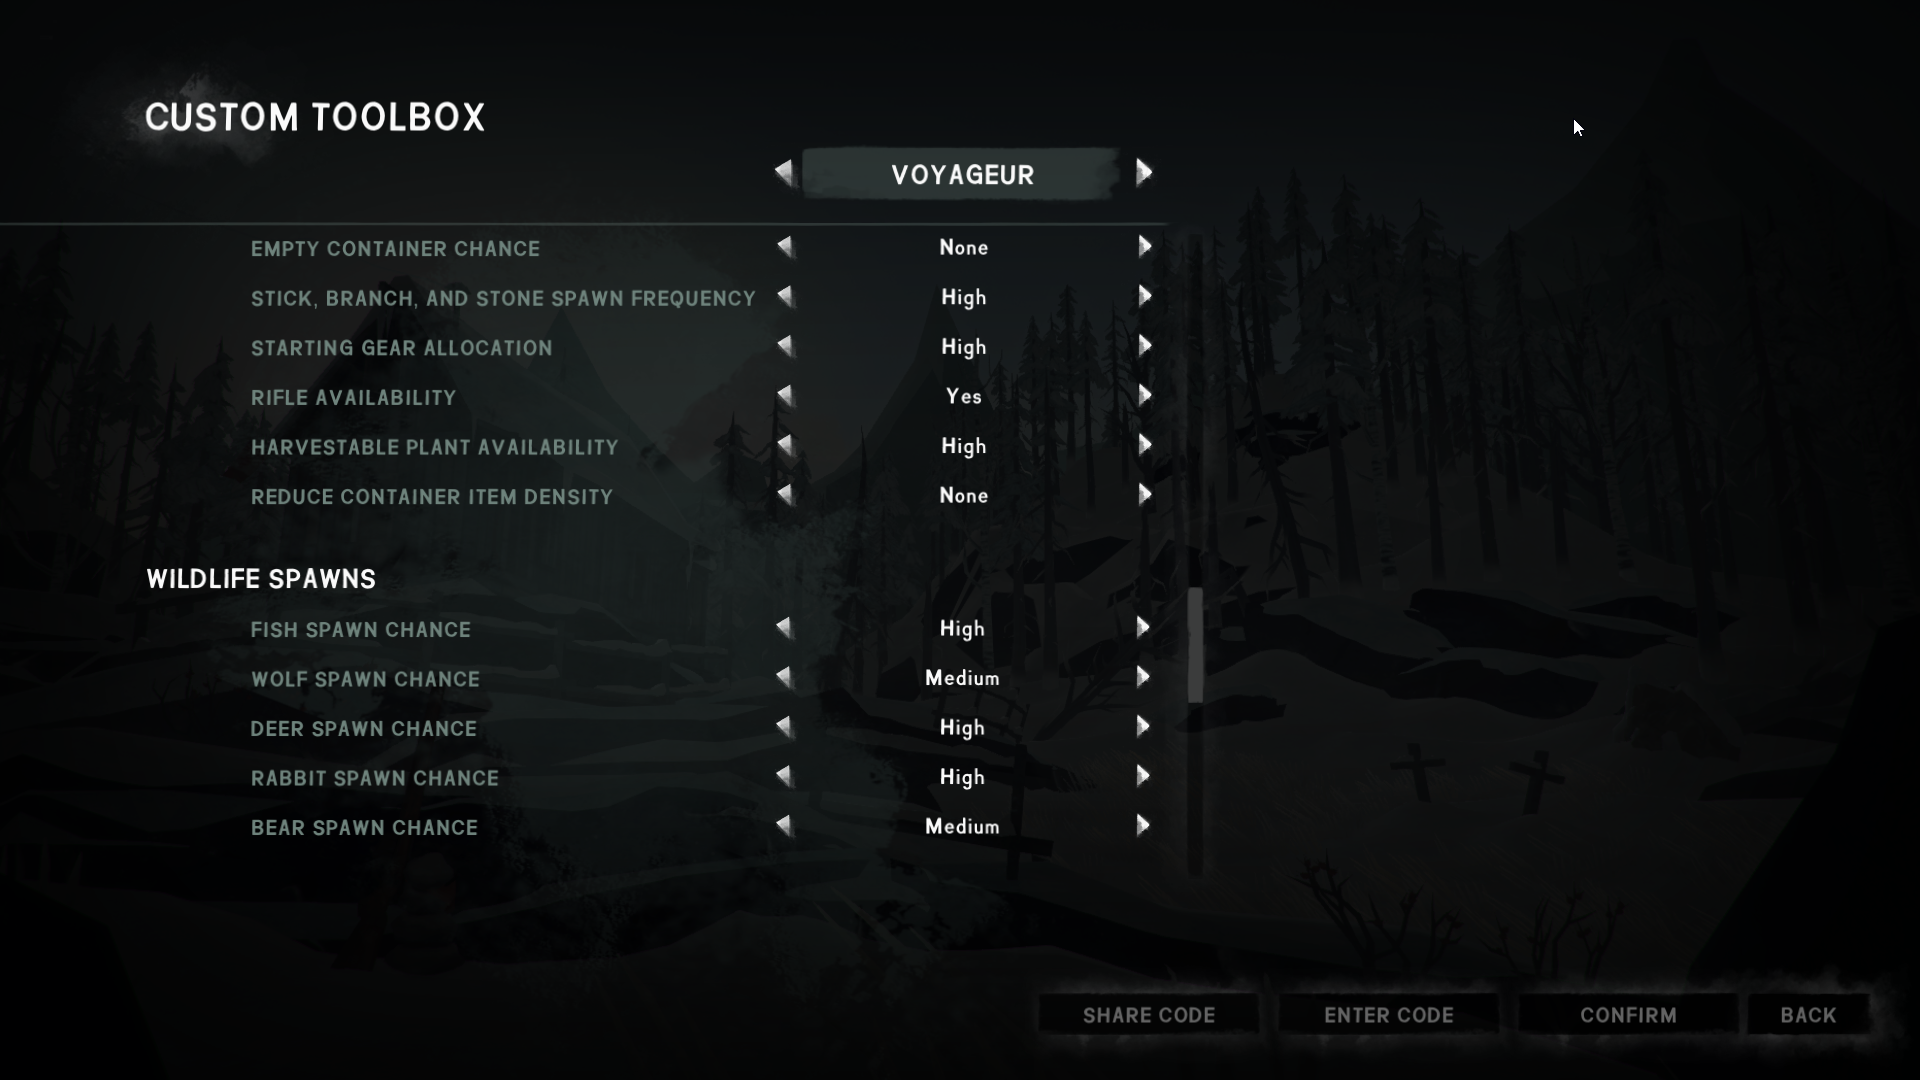 CUSTOM TOOLBOX
VOYAGEUR
EMPTY CONTAINER CHANCE None
STICK, BRANCH, AND STONE SPAWN FREQUENCY High
STARTING GEAR ALLOCATION High
RIFLE AVAILABILITY Yes
HARVESTABLE PLANT AVAILABILITY High
REDUCE CONTAINER ITEM DENSITY None
WILDLIFE SPAWNS
FISH SPAWN CHANCE High
WOLF SPAWN CHANCE Medium
DEER SPAWN CHANCE High
RABBIT SPAWN CHANCE High
BEAR SPAWN CHANCE Medium
SHARE CODE ENTER CODE CONFIRM BACK